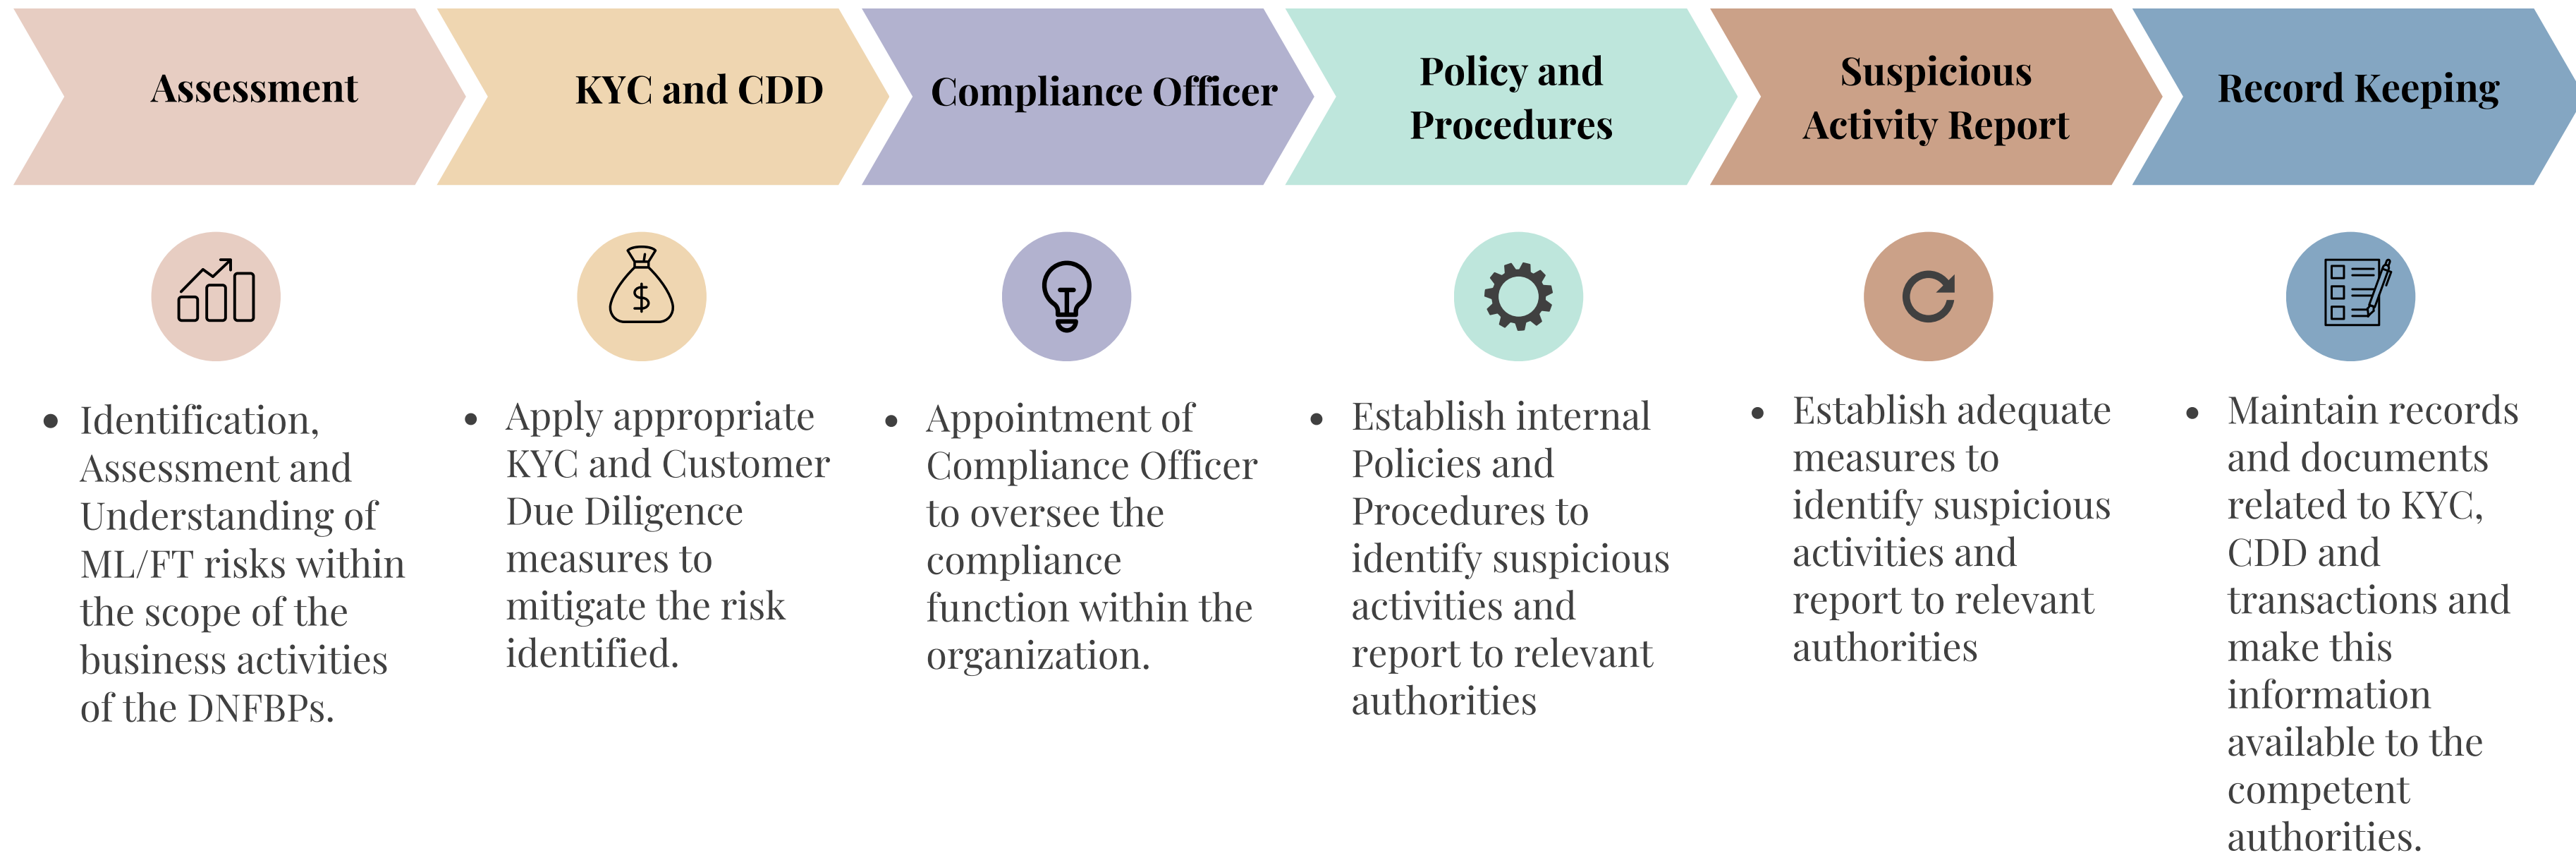 Assessment
KYC and CDD
Compliance Officer
Policy and
Procedures
Suspicious
Activity Report
Record Keeping
$
• Identification,
Assessment and
Understanding of
ML/FT risks within
the scope of the
business activities
of the DNFBPs.
• Apply appropriate
KYC and Customer
Due Diligence
measures to
mitigate the risk
identified.
• Appointment of
Compliance Officer
to oversee the
compliance
function within the
organization.
• Establish internal
Policies and
Procedures to
identify suspicious
activities and
report to relevant
authorities
• Establish adequate
measures to
identify suspicious
activities and
report to relevant
authorities
• Maintain records
and documents
related to KYC,
CDD and
transactions and
make this
information
available to the
competent
authorities.